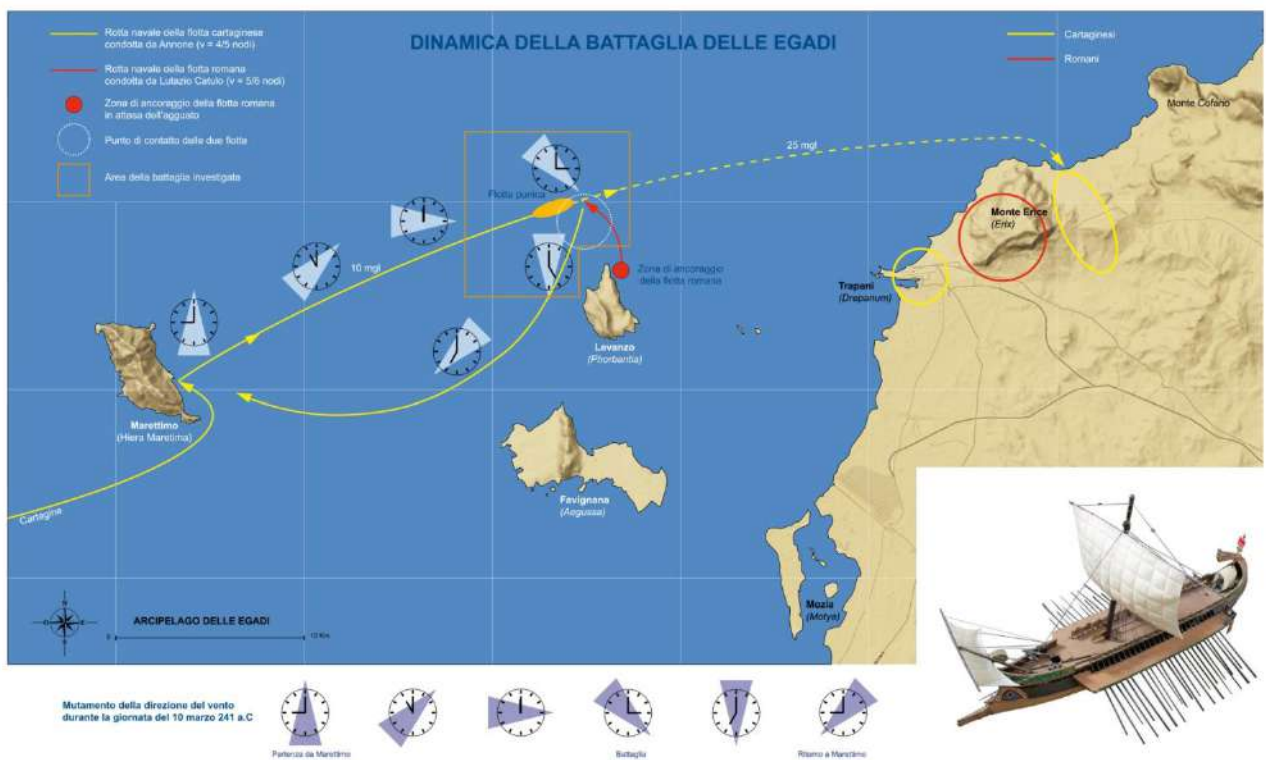 DINAMICA DELLA BATTAGLIA DELLE EGADI
Rotta navale della flotta cartaginese
condotta da Annone (v = 4/5 nodi)
Rotta navale della flotta romana
condotta da Lutazio Catulo (v = 5/6 nodi)
Zona di ancoraggio della flotta romana
in attesa dell'agguato
Punto di contatto dalle due flotte
Area della battaglia investigata
Cartaginesi
Romani
Monte Cofano
25 mgl
Flotta punica
Monte Erice
(Erix)
10 mgl
Zona di ancoraggio
della flotta romana
Trapani
(Drepanum)
Levanzo
(Phorbantia)
Marettimo
(Hiera Maretima)
Favignana
(Aegussa)
Cartagine
Mozia
(Motya)
N
O
E
S
ARCIPELAGO DELLE EGADI
0
10 Km
Mutamento della direzione del vento
durante la giornata del 10 marzo 241 a.C
Partenza da Marettimo
Battaglia
Ritorno a Marettimo